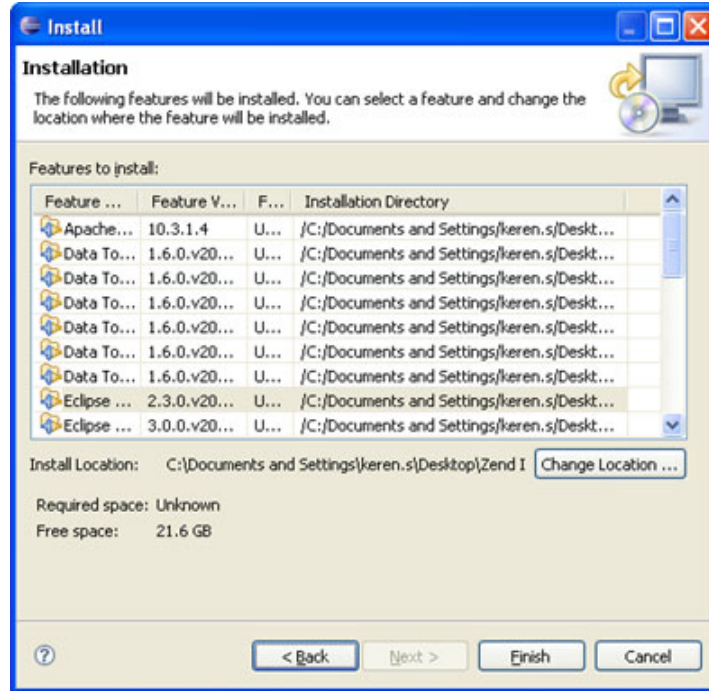 Install
Installation
The following features will be installed. You can select a feature and change the
location where the feature will be installed.
Features to install:
Feature ... Feature V... F... Installation Directory
Apache... 10.3.1.4 U... /C:/Documents and Settings/keren.s/Deskt...
Data To... 1.6.0.v20... U... /C:/Documents and Settings/keren.s/Deskt...
Data To... 1.6.0.v20... U... /C:/Documents and Settings/keren.s/Deskt...
Data To... 1.6.0.v20... U... /C:/Documents and Settings/keren.s/Deskt...
Data To... 1.6.0.v20... U... /C:/Documents and Settings/keren.s/Deskt...
Data To... 1.6.0.v20... U... /C:/Documents and Settings/keren.s/Deskt...
Data To... 1.6.0.v20... U... /C:/Documents and Settings/keren.s/Deskt...
Eclipse ... 2.3.0.v20... U... /C:/Documents and Settings/keren.s/Deskt...
Eclipse ... 3.0.0.v20... U... /C:/Documents and Settings/keren.s/Deskt...
Install Location: C:\Documents and Settings\keren.s\Desktop\Zend I Change Location ...
Required space: Unknown
Free space: 21.6 GB
? < Back Next > Finish Cancel